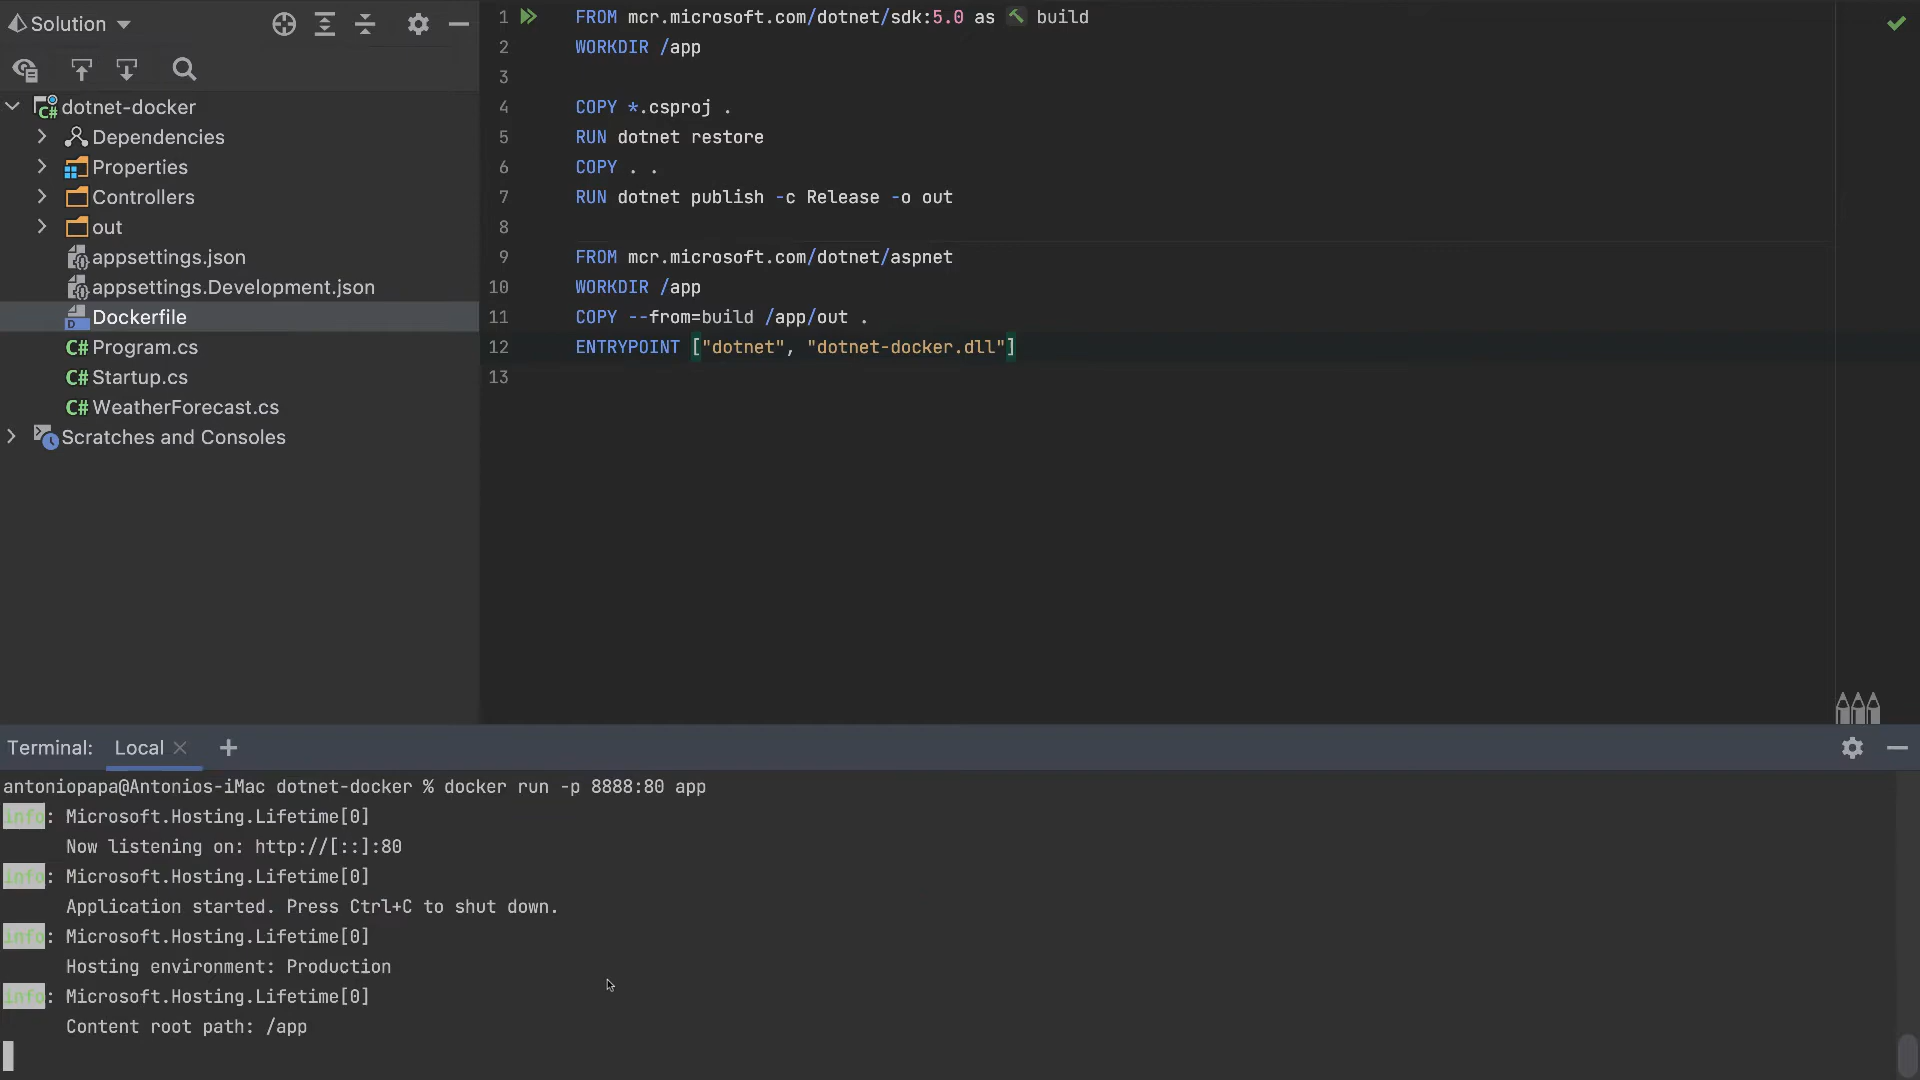 Solution
dotnet-docker
Dependencies
Properties
Controllers
out
appsettings.json
appsettings.Development.json
Dockerfile
C# Program.cs
C# Startup.cs
C# WeatherForecast.cs
Scratches and Consoles
1 FROM mcr.microsoft.com/dotnet/sdk:5.0 as build
2 WORKDIR /app
3
4 COPY *.csproj .
5 RUN dotnet restore
6 COPY . .
7 RUN dotnet publish -c Release -o out
8
9 FROM mcr.microsoft.com/dotnet/aspnet
10 WORKDIR /app
11 COPY --from=build /app/out .
12 ENTRYPOINT ["dotnet", "dotnet-docker.dll"]
13
Terminal: Local
antoniopapa@Antonios-iMac dotnet-docker % docker run -p 8888:80 app
info: Microsoft.Hosting.Lifetime[0]
Now listening on: http://[::]:80
info: Microsoft.Hosting.Lifetime[0]
Application started. Press Ctrl+C to shut down.
info: Microsoft.Hosting.Lifetime[0]
Hosting environment: Production
info: Microsoft.Hosting.Lifetime[0]
Content root path: /app